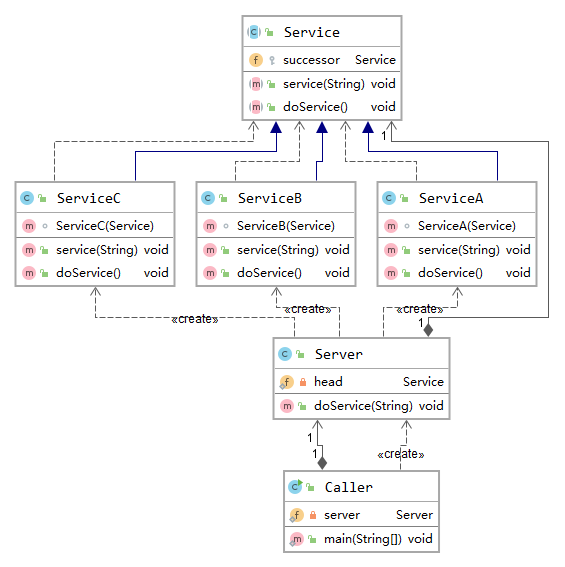 Service
successor Service
service(String) void
doService() void
1
ServiceC
ServiceC(Service)
service(String) void
doService() void
ServiceB
ServiceB(Service)
service(String) void
doService() void
ServiceA
ServiceA(Service)
service(String) void
doService() void
«create»
«create»
«create»
1
Server
head Service
doService(String) void
1
1
«create»
Caller
server Server
main(String[]) void